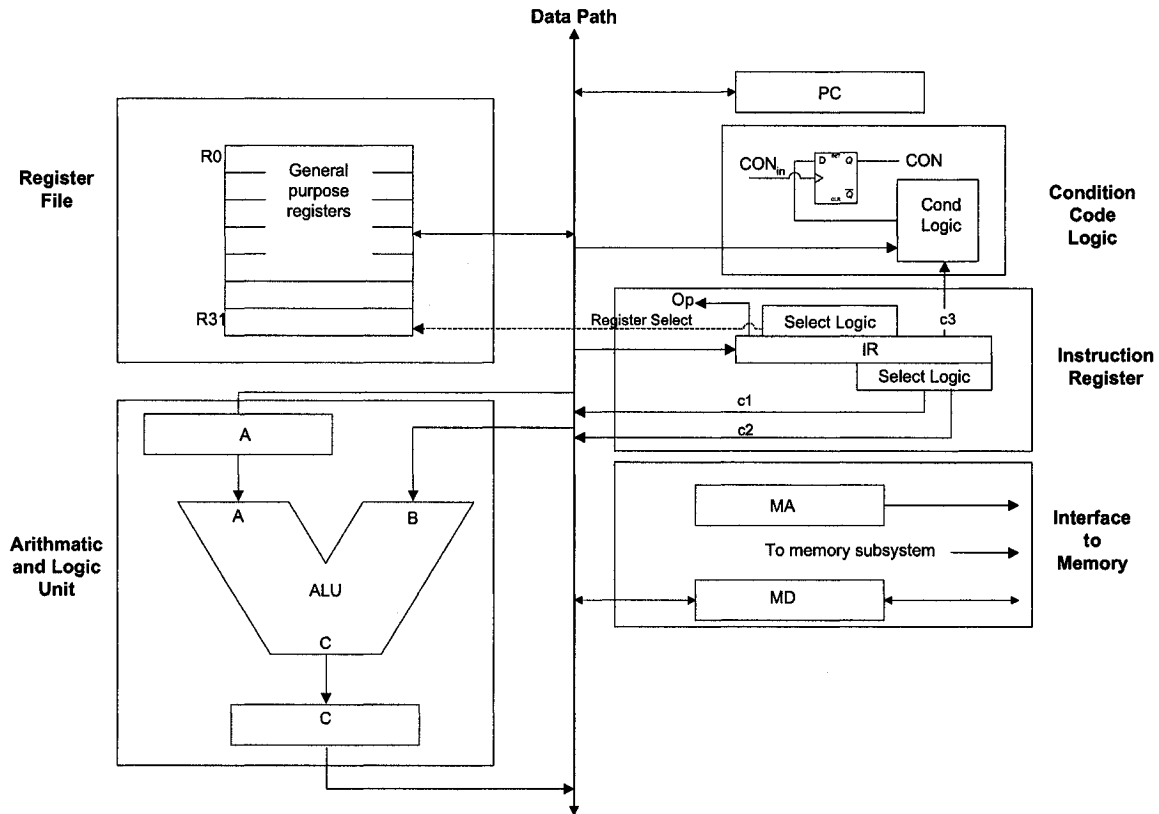 Data Path
PC
Register
File
R0
General
purpose
registers
R31
CONin
D
Q
Q
CON
Cond
Logic
Condition
Code
Logic
Op
Register Select
Select Logic
c3
IR
Select Logic
c1
c2
Instruction
Register
A
A
B
ALU
C
C
Arithmatic
and Logic
Unit
MA
To memory subsystem
MD
Interface
to
Memory